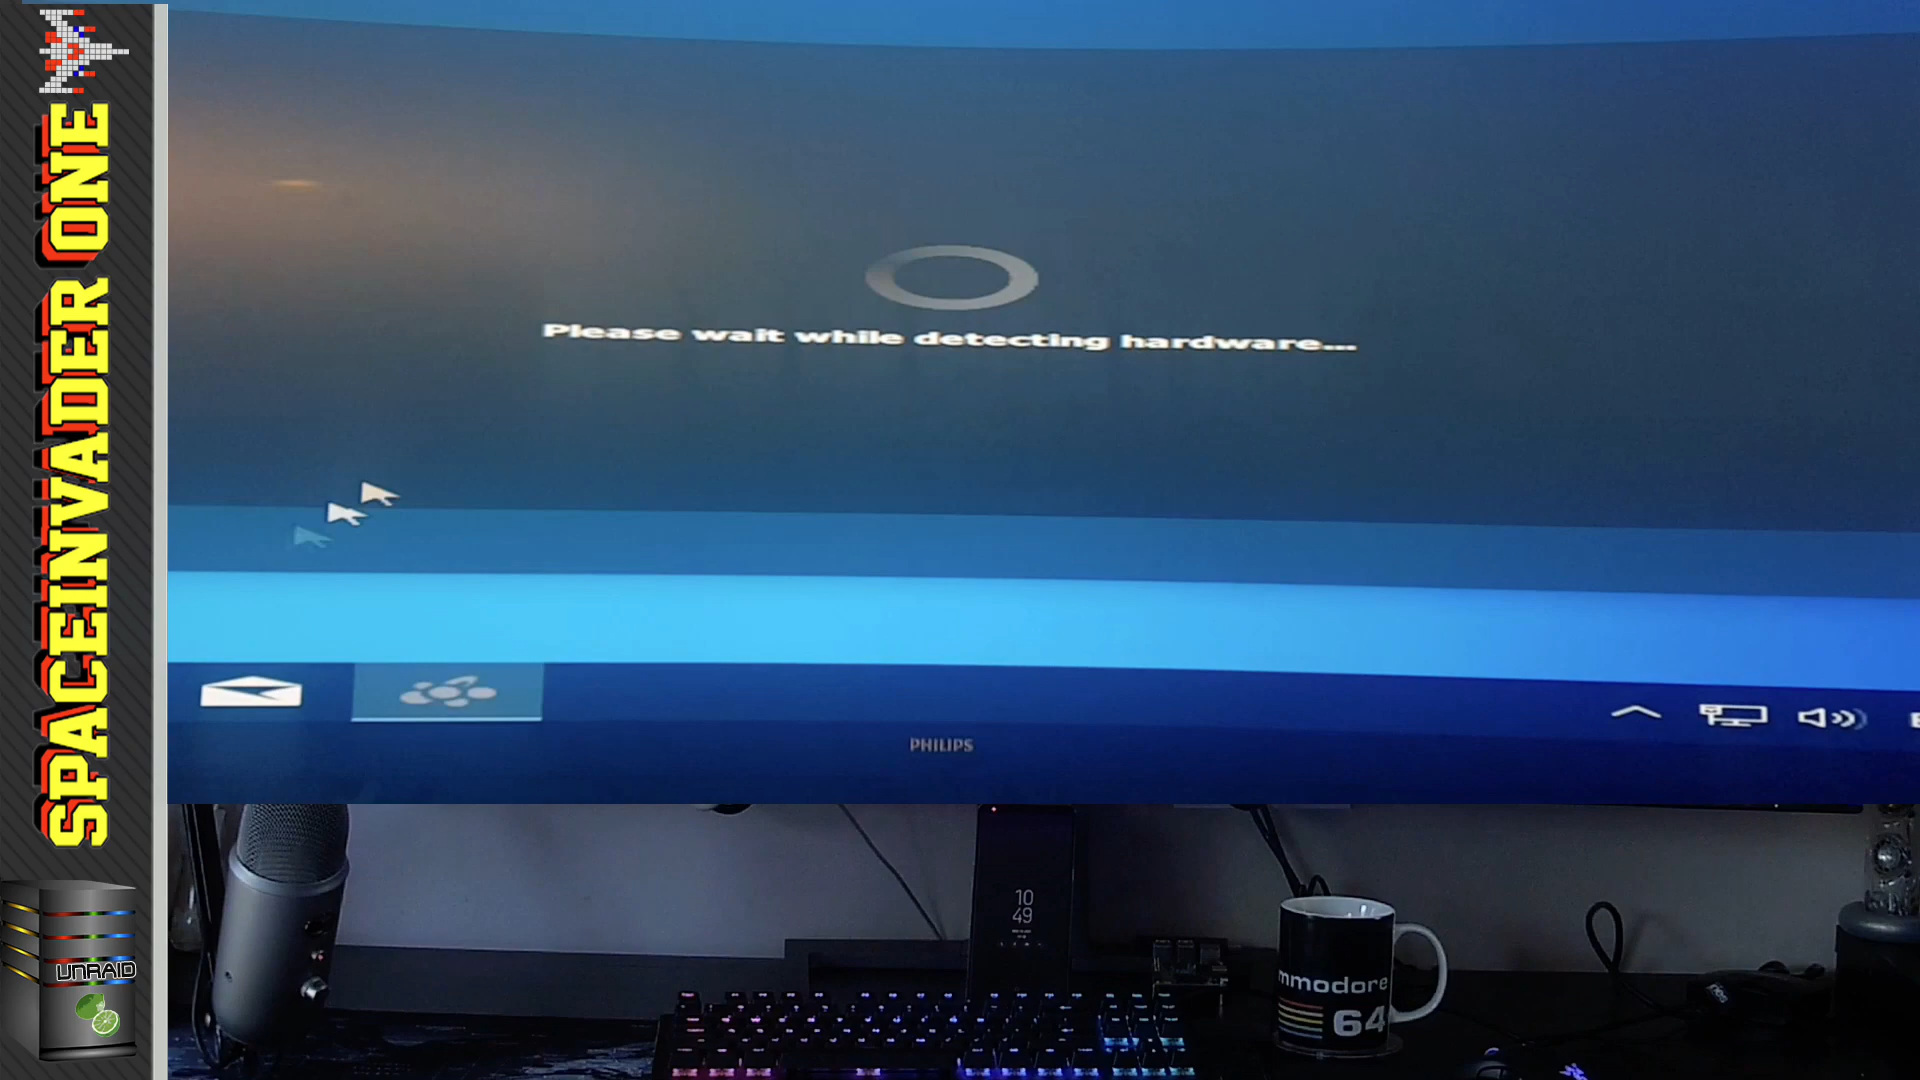 SPACEINVADER ONE
Please wait while detecting hardware...
PHILIPS
10
49
mmodore
64
UNRAID